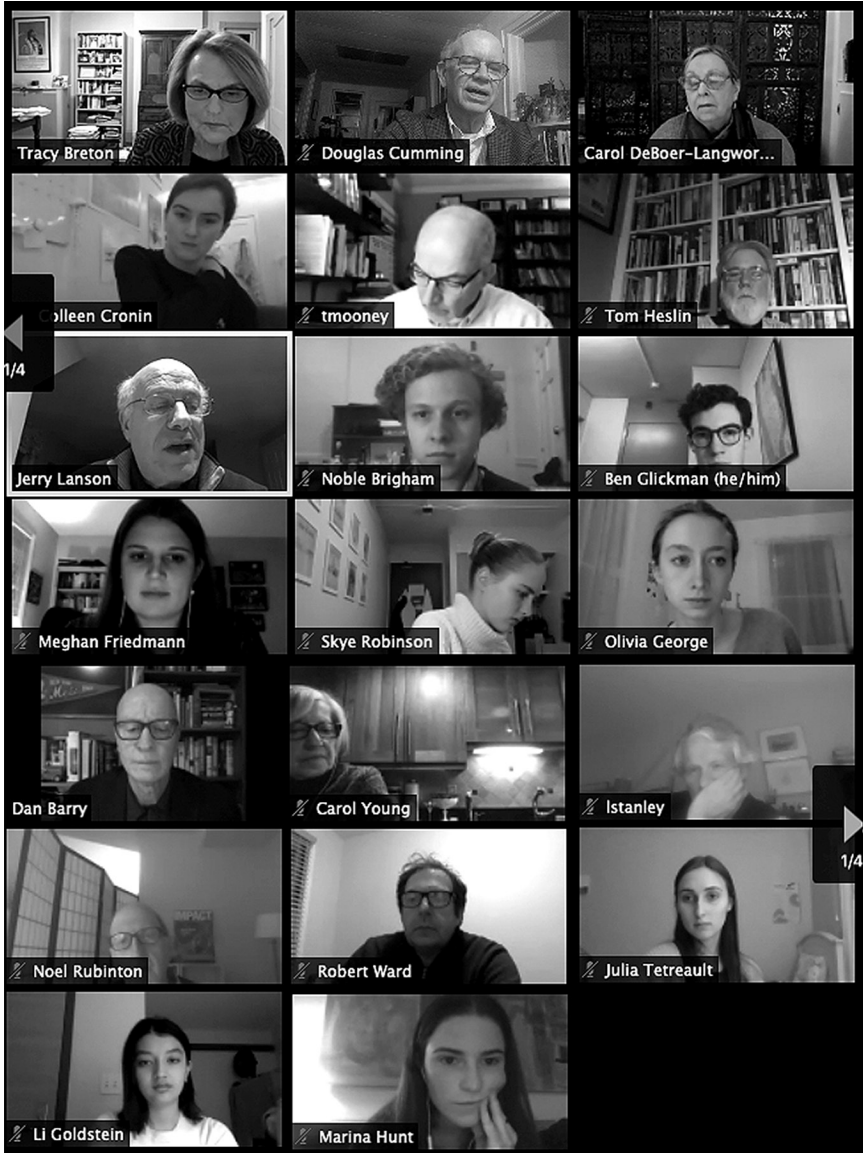 Tracy Breton
Douglas Cumming
Carol DeBoer-Langwor...
Colleen Cronin
tmooney
Tom Heslin
1/4
Jerry Lanson
Noble Brigham
Ben Glickman (he/him)
Meghan Friedmann
Skye Robinson
Olivia George
Dan Barry
Carol Young
lstanley
1/4
Noel Rubinton
IMPACT
Robert Ward
Julia Tetreault
Li Goldstein
Marina Hunt